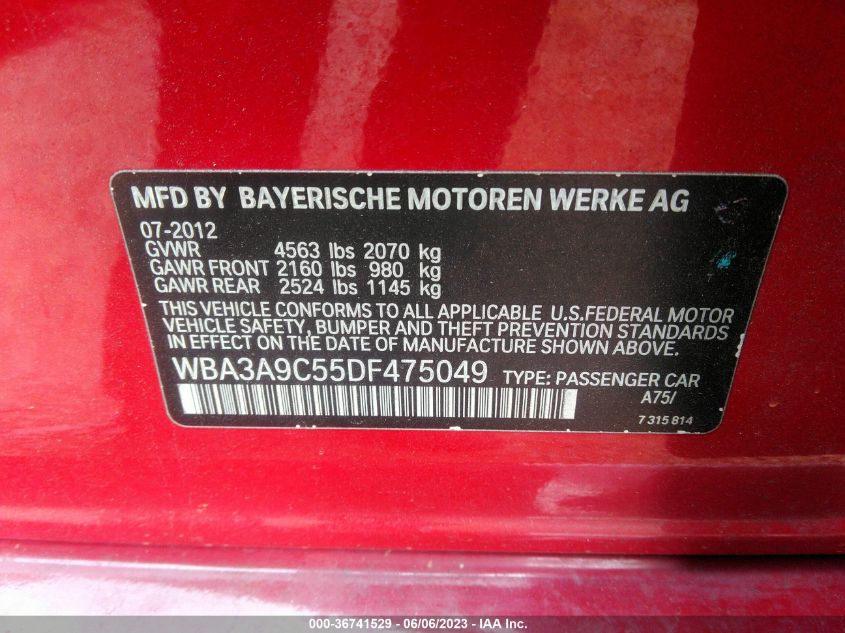 MFD BY BAYERISCHE MOTOREN WERKE AG
07-2012
GVWR 4563 lbs 2070 kg
GAWR FRONT 2160 lbs 980 kg
GAWR REAR 2524 lbs 1145 kg
THIS VEHICLE CONFORMS TO ALL APPLICABLE U.S.FEDERAL MOTOR
VEHICLE SAFETY, BUMPER AND THEFT PREVENTION STANDARDS
IN EFFECT ON THE DATE OF MANUFACTURE SHOWN ABOVE.
WBA3A9C55DF475049 TYPE: PASSENGER CAR
A75/
7 315 814
000-36741529 - 06/06/2023 - IAA Inc.